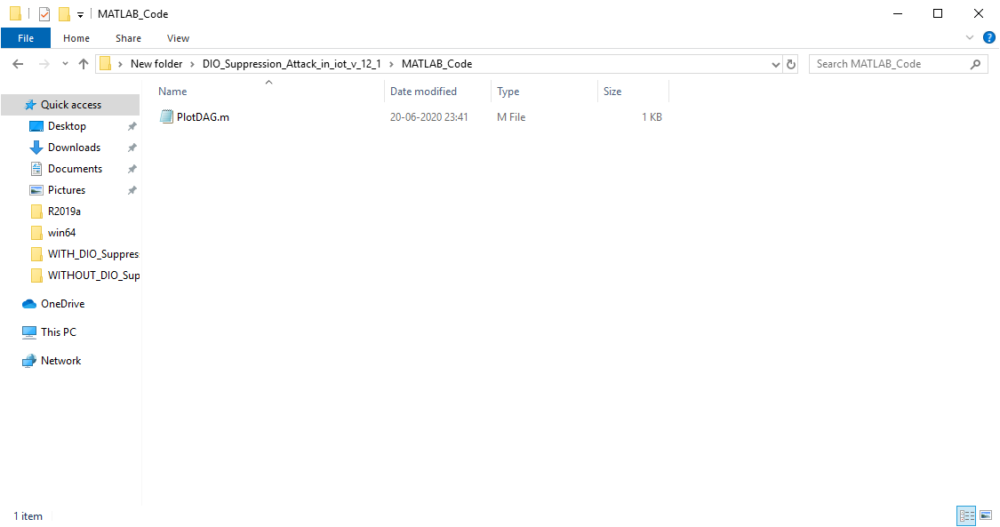 MATLAB_Code
File Home Share View
New folder DIO_Suppression_Attack_in_iot_v_12_1 MATLAB_Code Search MATLAB_Code
Name Date modified Type Size
PlotDAG.m 20-06-2020 23:41 M File 1 KB
Quick access
Desktop
Downloads
Documents
Pictures
R2019a
win64
WITH_DIO_Suppres
WITHOUT_DIO_Sup
OneDrive
This PC
Network
1 item